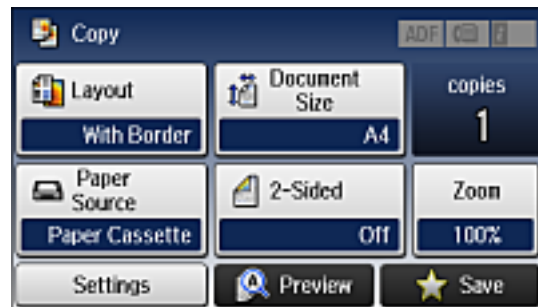 Copy
ADF
Layout
With Border
Document
Size
A4
copies
1
Paper
Source
Paper Cassette
2-Sided
Off
Zoom
100%
Settings
Preview
Save